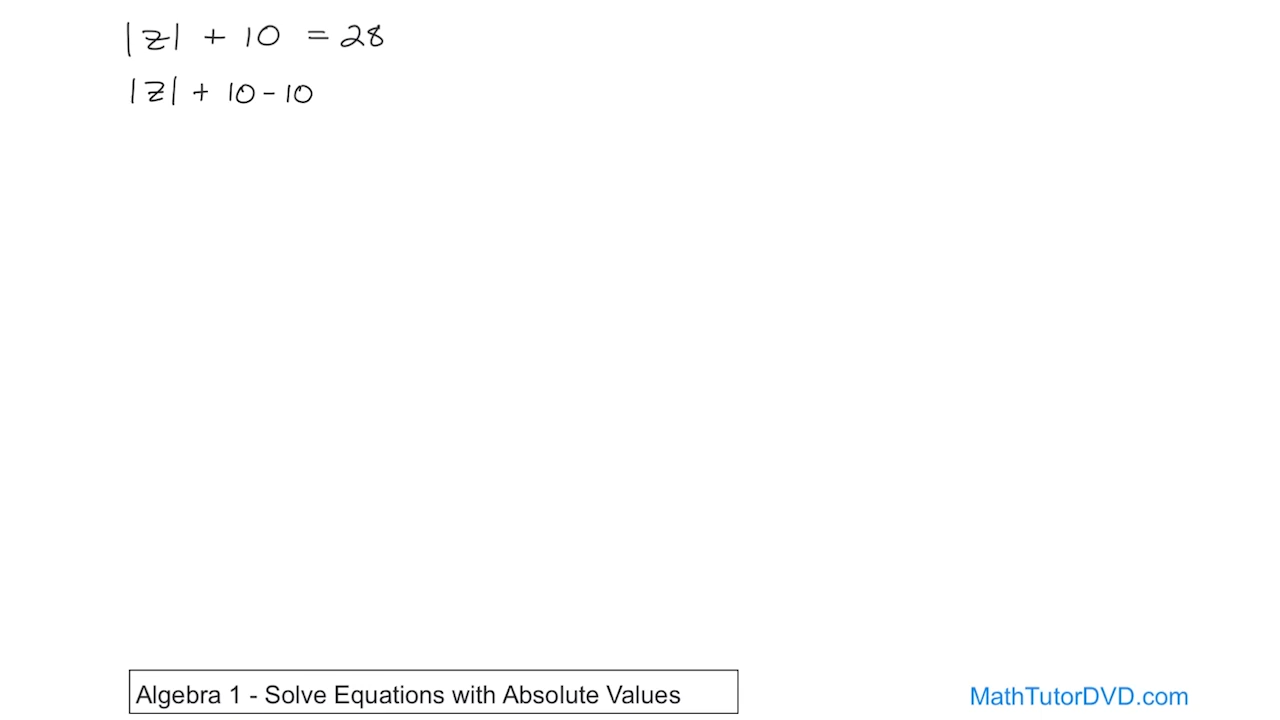 |z| + 10 = 28
|z| + 10 - 10
Algebra 1 - Solve Equations with Absolute Values
MathTutorDVD.com